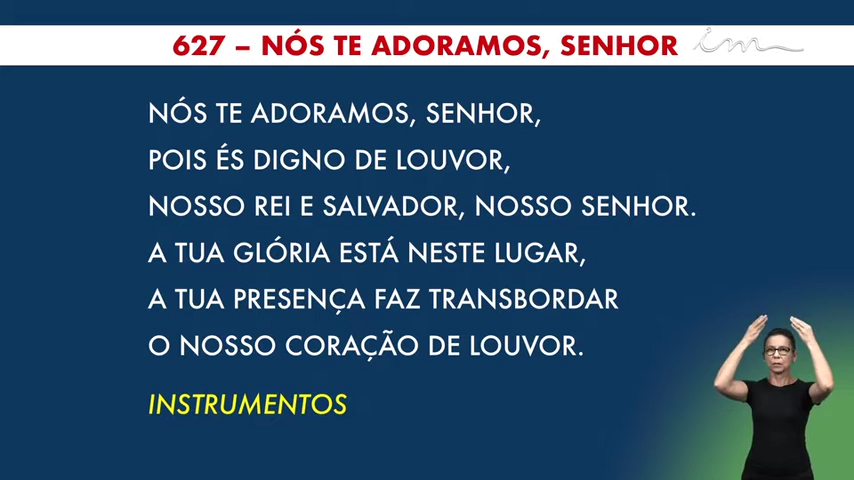 627 – NÓS TE ADORAMOS, SENHOR
im
NÓS TE ADORAMOS, SENHOR,
POIS ÉS DIGNO DE LOUVOR,
NOSSO REI E SALVADOR, NOSSO SENHOR.
A TUA GLÓRIA ESTÁ NESTE LUGAR,
A TUA PRESENÇA FAZ TRANSBORDAR
O NOSSO CORAÇÃO DE LOUVOR.
INSTRUMENTOS